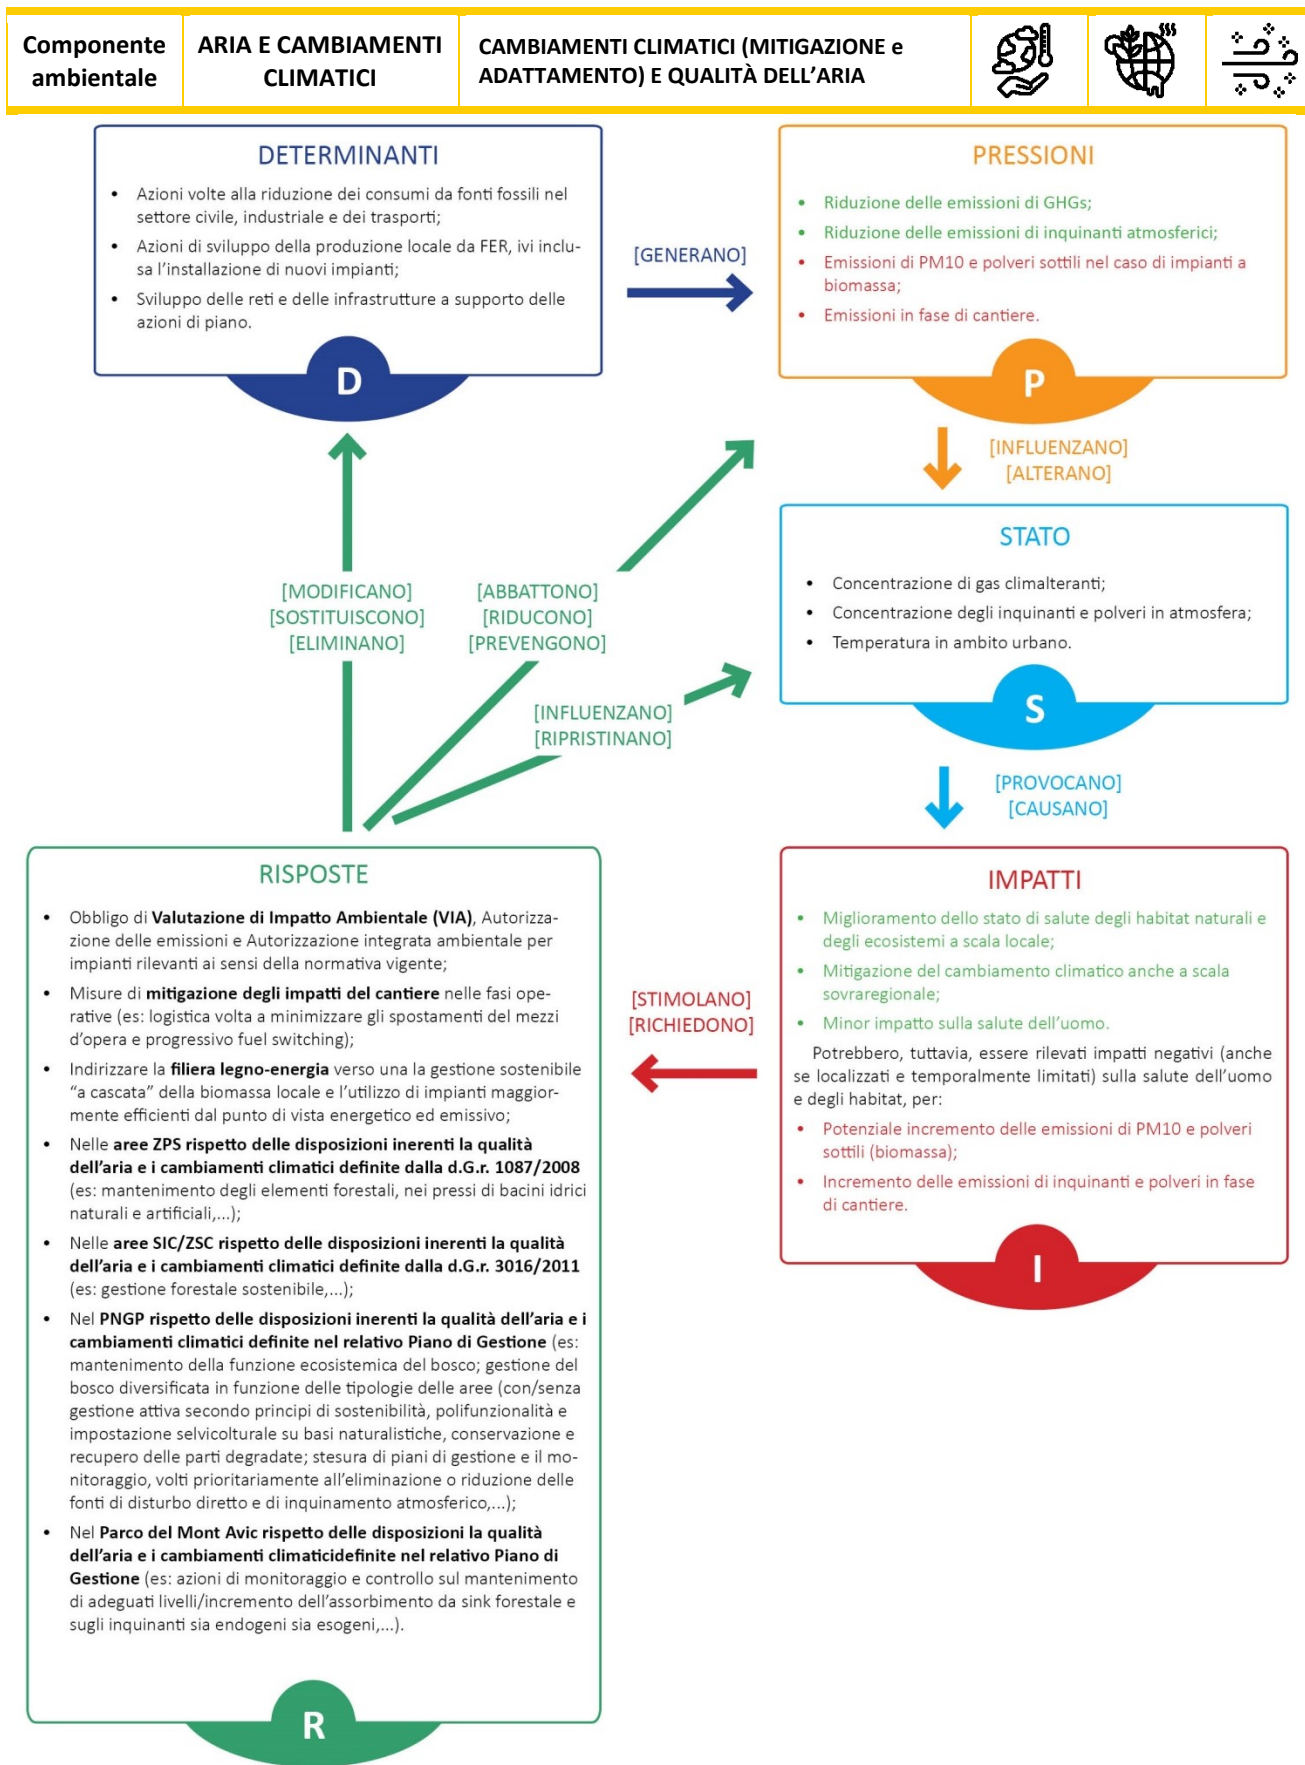 Componente
ambientale
ARIA E CAMBIAMENTI
CLIMATICI
CAMBIAMENTI CLIMATICI (MITIGAZIONE e
ADATTAMENTO) E QUALITÀ DELL'ARIA
DETERMINANTI
• Azioni volte alla riduzione dei consumi da fonti fossili nel
settore civile, industriale e dei trasporti;
• Azioni di sviluppo della produzione locale da FER, ivi inclu-
sa l'installazione di nuovi impianti;
• Sviluppo delle reti e delle infrastrutture a supporto delle
azioni di piano.
D
[GENERANO]
PRESSIONI
• Riduzione delle emissioni di GHGs;
• Riduzione delle emissioni di inquinanti atmosferici;
• Emissioni di PM10 e polveri sottili nel caso di impianti a
biomassa;
• Emissioni in fase di cantiere.
P
[INFLUENZANO]
[ALTERANO]
STATO
• Concentrazione di gas climalteranti;
• Concentrazione degli inquinanti e polveri in atmosfera;
• Temperatura in ambito urbano.
S
[MODIFICANO]
[SOSTITUISCONO]
[ELIMINANO]
[ABBATTONO]
[RIDUCONO]
[PREVENGONO]
[INFLUENZANO]
[RIPRISTINANO]
[PROVOCANO]
[CAUSANO]
IMPATTI
• Miglioramento dello stato di salute degli habitat naturali e
degli ecosistemi a scala locale;
• Mitigazione del cambiamento climatico anche a scala
sovraregionale;
• Minor impatto sulla salute dell'uomo.
Potrebbero, tuttavia, essere rilevati impatti negativi (anche
se localizzati e temporalmente limitati) sulla salute dell'uomo
e degli habitat, per:
• Potenziale incremento delle emissioni di PM10 e polveri
sottili (biomassa);
• Incremento delle emissioni di inquinanti e polveri in fase
di cantiere.
I
[STIMOLANO]
[RICHIEDONO]
RISPOSTE
• Obbligo di Valutazione di Impatto Ambientale (VIA), Autorizza-
zione delle emissioni e Autorizzazione integrata ambientale per
impianti rilevanti ai sensi della normativa vigente;
• Misure di mitigazione degli impatti del cantiere nelle fasi ope-
rative (es: logistica volta a minimizzare gli spostamenti del mezzi
d'opera e progressivo fuel switching);
• Indirizzare la filiera legno-energia verso una la gestione sostenibile
"a cascata" della biomassa locale e l'utilizzo di impianti maggior-
mente efficienti dal punto di vista energetico ed emissivo;
• Nelle aree ZPS rispetto delle disposizioni inerenti la qualità
dell'aria e i cambiamenti climatici definite dalla d.G.r. 1087/2008
(es: mantenimento degli elementi forestali, nei pressi di bacini idrici
naturali e artificiali,...);
• Nelle aree SIC/ZSC rispetto delle disposizioni inerenti la qualità
dell'aria e i cambiamenti climatici definite dalla d.G.r. 3016/2011
(es: gestione forestale sostenibile,...);
• Nel PNGP rispetto delle disposizioni inerenti la qualità dell'aria e i
cambiamenti climatici definite nel relativo Piano di Gestione (es:
mantenimento della funzione ecosistemica del bosco; gestione del
bosco diversificata in funzione delle tipologie delle aree (con/senza
gestione attiva secondo principi di sostenibilità, polifunzionalità e
impostazione selvicolturale su basi naturalistiche, conservazione e
recupero delle parti degradate; stesura di piani di gestione e il mo-
nitoraggio, volti prioritariamente all'eliminazione o riduzione delle
fonti di disturbo diretto e di inquinamento atmosferico,...);
• Nel Parco del Mont Avic rispetto delle disposizioni la qualità
dell'aria e i cambiamenti climaticidefinite nel relativo Piano di
Gestione (es: azioni di monitoraggio e controllo sul mantenimento
di adeguati livelli/incremento dell'assorbimento da sink forestale e
sugli inquinanti sia endogeni sia esogeni,...).
R